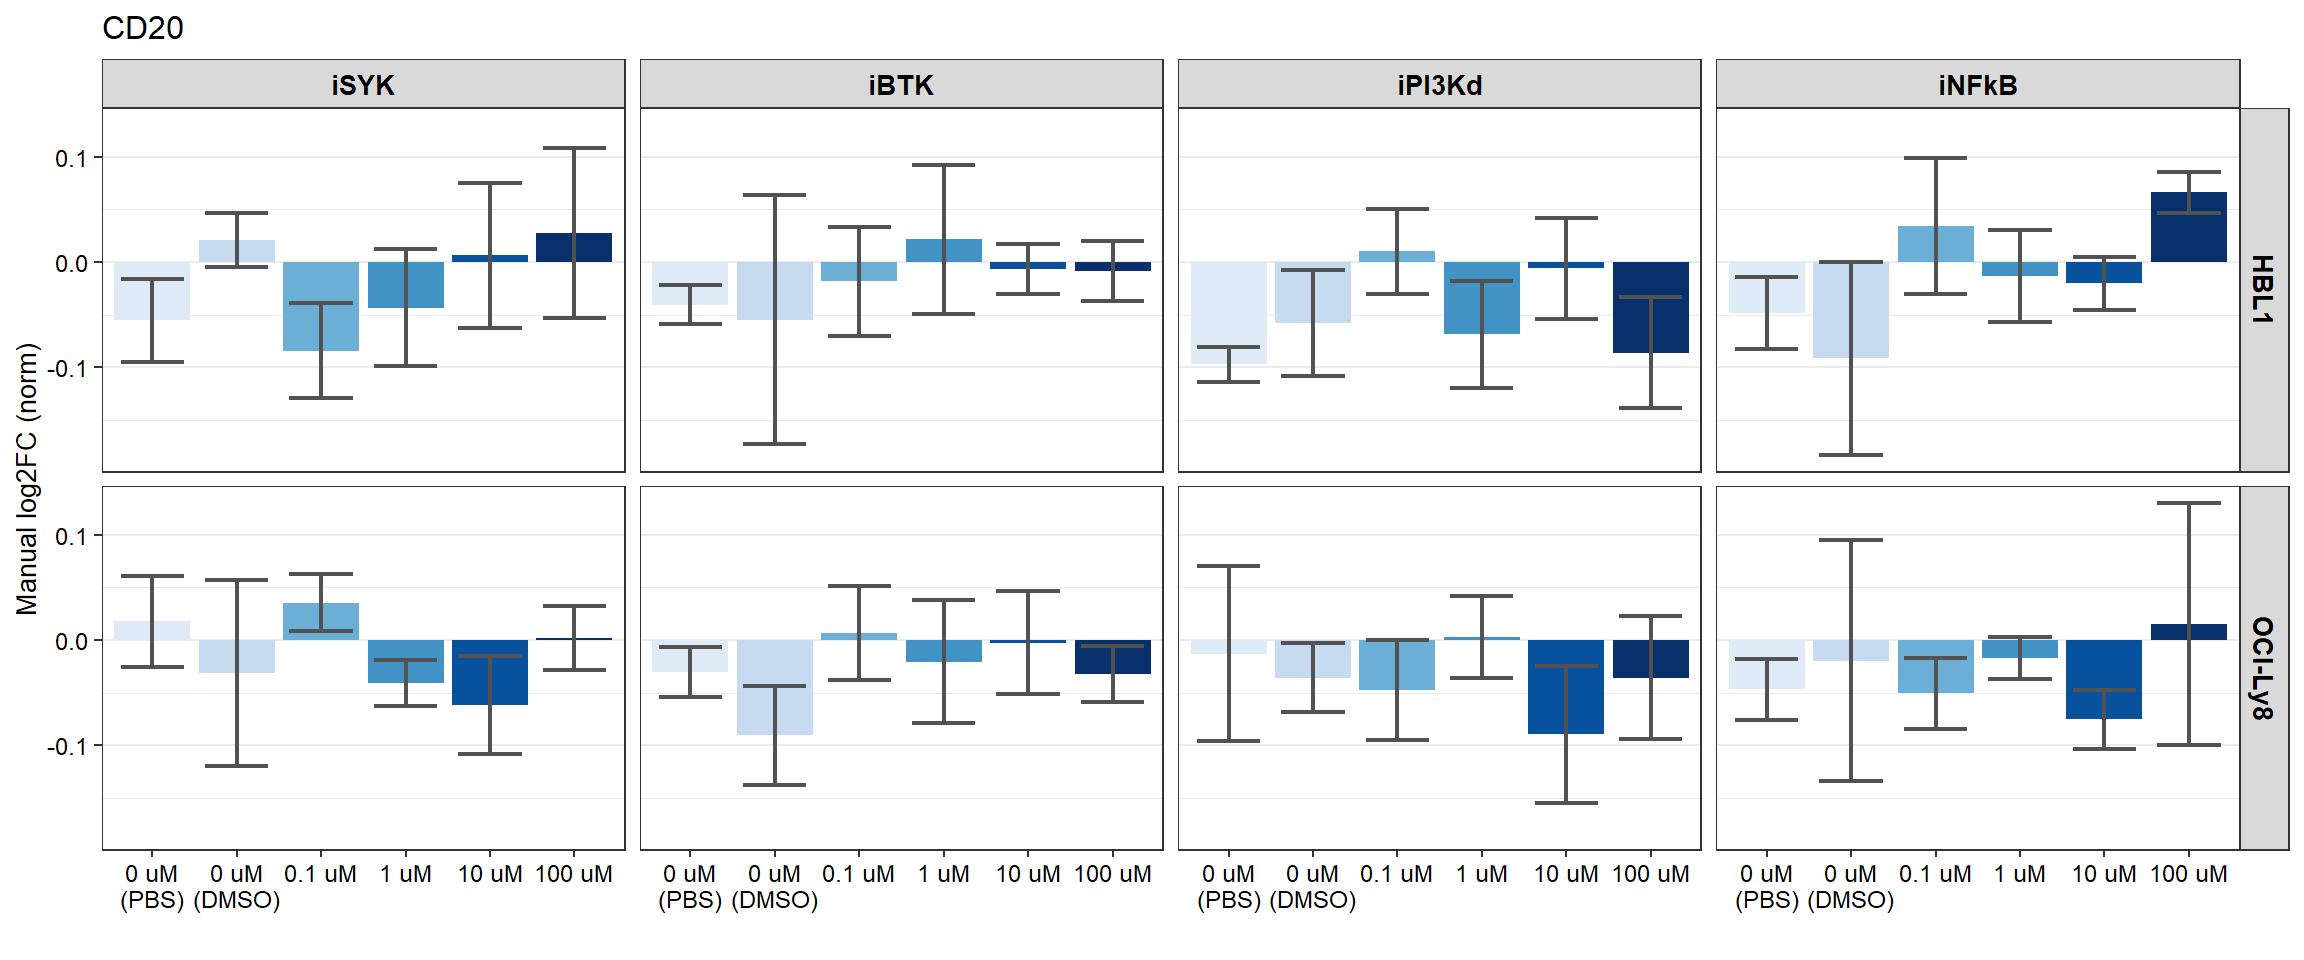 CD20
iSYK
iBTK
iPI3Kd
iNFkB
HBL1
OCI-Ly8
Manual log2FC (norm)
0.1
0.0
-0.1
0.1
0.0
-0.1
0 uM (PBS)
0 uM (DMSO)
0.1 uM
1 uM
10 uM
100 uM
0 uM (PBS)
0 uM (DMSO)
0.1 uM
1 uM
10 uM
100 uM
0 uM (PBS)
0 uM (DMSO)
0.1 uM
1 uM
10 uM
100 uM
0 uM (PBS)
0 uM (DMSO)
0.1 uM
1 uM
10 uM
100 uM